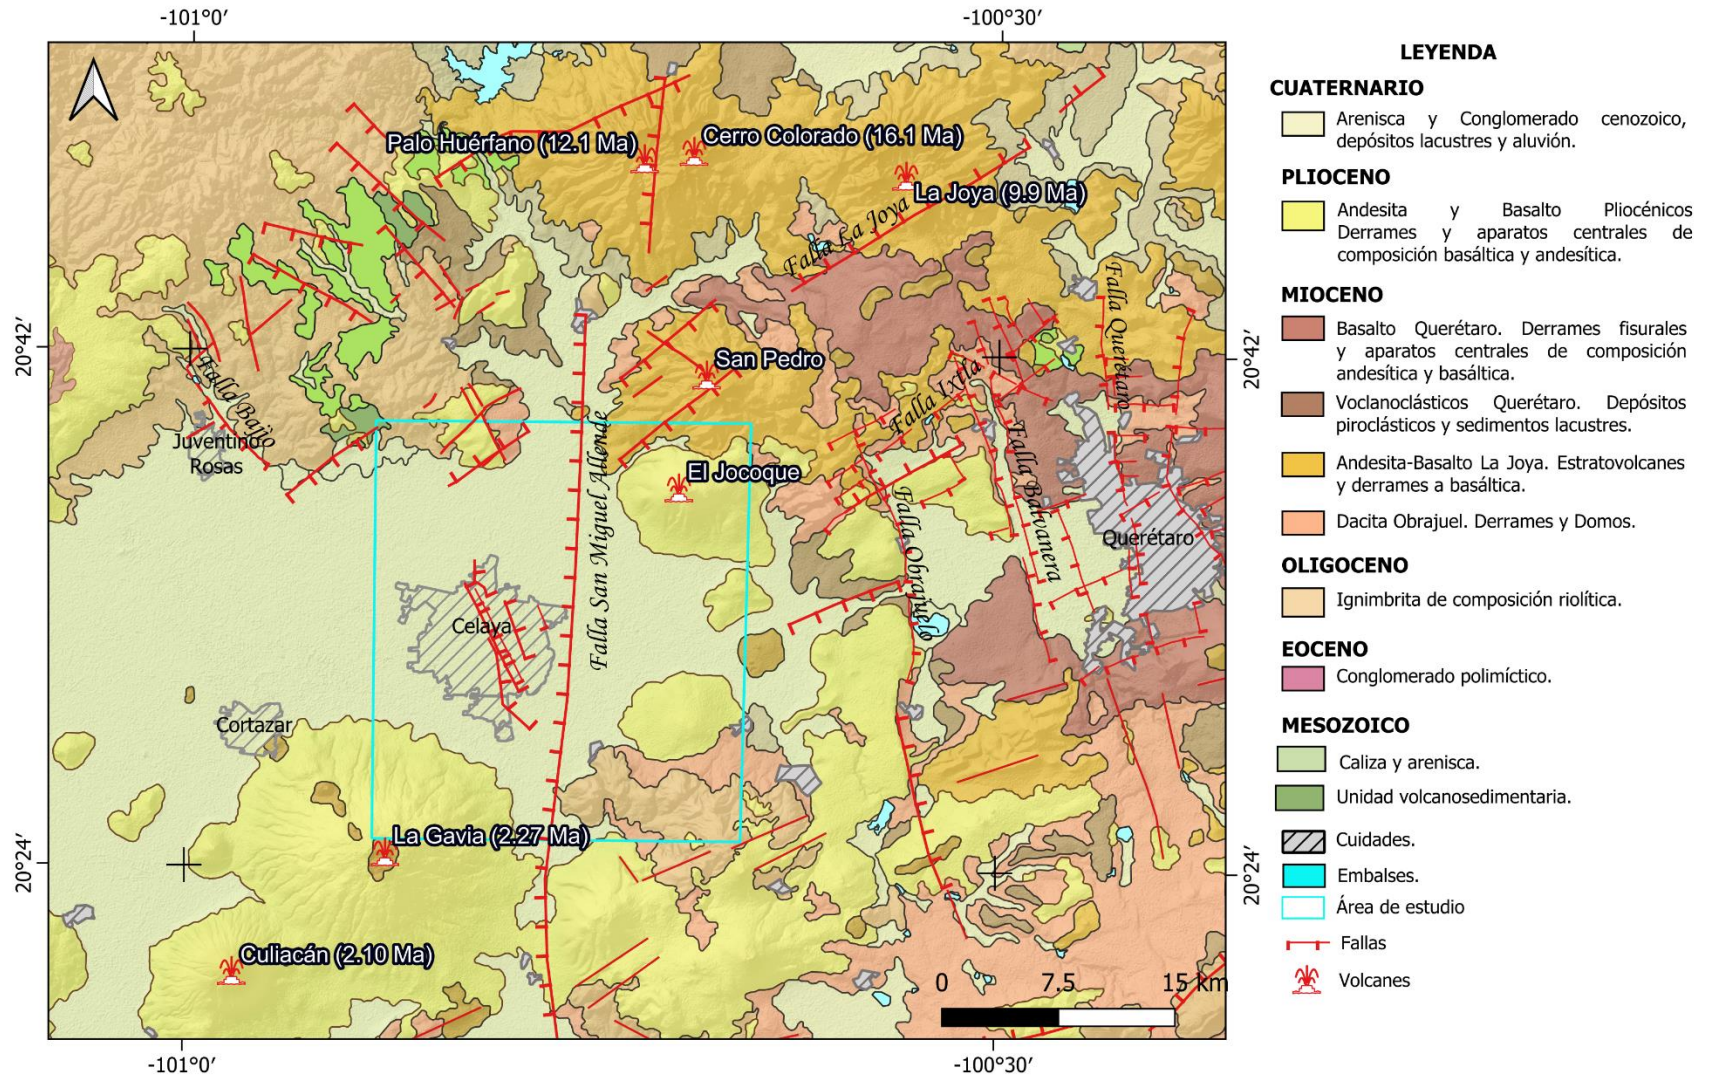 -101°0′
-100°30′
Palo Huérfano (12.1 Ma)
Cerro Colorado (16.1 Ma)
La Joya (9.9 Ma)
Falla La Joya
Falla Querétaro
20°42′
20°42′
San Pedro
Falla Ixtla
Falla Bajío
Juventino
Rosas
Falla San Miguel Allende
El Jocoque
Falla Balvanera
Falla Obrajuelo
Querétaro
Celaya
Cortazar
La Gavia (2.27 Ma)
20°24′
20°24′
Culiacán (2.10 Ma)
0 7.5 15 km
-101°0′
-100°30′
LEYENDA
CUATERNARIO
Arenisca y Conglomerado cenozoico,
depósitos lacustres y aluvión.
PLIOCENO
Andesita y Basalto Pliocénicos
Derrames y aparatos centrales de
composición basáltica y andesítica.
MIOCENO
Basalto Querétaro. Derrames fisurales
y aparatos centrales de composición
andesítica y basáltica.
Voclanoclásticos Querétaro. Depósitos
piroclásticos y sedimentos lacustres.
Andesita-Basalto La Joya. Estratovolcanes
y derrames a basáltica.
Dacita Obrajuel. Derrames y Domos.
OLIGOCENO
Ignimbrita de composición riolítica.
EOCENO
Conglomerado polimíctico.
MESOZOICO
Caliza y arenisca.
Unidad volcanosedimentaria.
Cuidades.
Embalses.
Área de estudio
Fallas
Volcanes